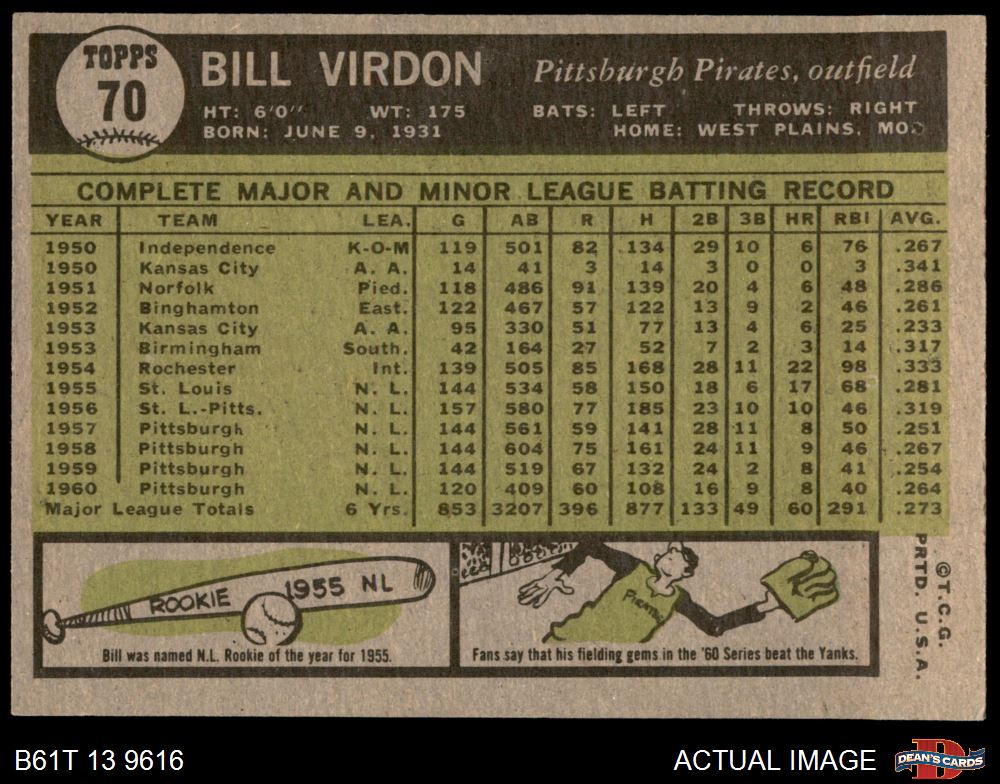 TOPPS
70
BILL VIRDON
Pittsburgh Pirates, outfield
HT: 6'0" WT: 175 BATS: LEFT THROWS: RIGHT
BORN: JUNE 9, 1931 HOME: WEST PLAINS, MO.
COMPLETE MAJOR AND MINOR LEAGUE BATTING RECORD
YEAR TEAM LEA. G AB R H 2B 3B HR RBI AVG.
1950 Independence K-O-M 119 501 82 134 29 10 6 76 .267
1950 Kansas City A. A. 14 41 3 14 3 0 0 3 .341
1951 Norfolk Pied. 118 486 91 139 20 4 6 48 .286
1952 Binghamton East. 122 467 57 122 13 9 2 46 .261
1953 Kansas City A. A. 95 330 51 77 13 4 6 25 .233
1953 Birmingham South. 42 164 27 52 7 2 3 14 .317
1954 Rochester Int. 139 505 85 168 28 11 22 98 .333
1955 St. Louis N. L. 144 534 58 150 18 6 17 68 .281
1956 St. L.-Pitts. N. L. 157 580 77 185 23 10 10 46 .319
1957 Pittsburgh N. L. 144 561 59 141 28 11 8 50 .251
1958 Pittsburgh N. L. 144 604 75 161 24 11 9 46 .267
1959 Pittsburgh N. L. 144 519 67 132 24 2 8 41 .254
1960 Pittsburgh N. L. 120 409 60 108 16 9 8 40 .264
Major League Totals 6 Yrs. 853 3207 396 877 133 49 60 291 .273
ROOKIE 1955 NL
Bill was named N.L. Rookie of the year for 1955.
PIRATES
Fans say that his fielding gems in the '60 Series beat the Yanks.
©T.C.G.
PRTD. U.S.A.
B61T 13 9616
ACTUAL IMAGE
DEAN'S CARDS